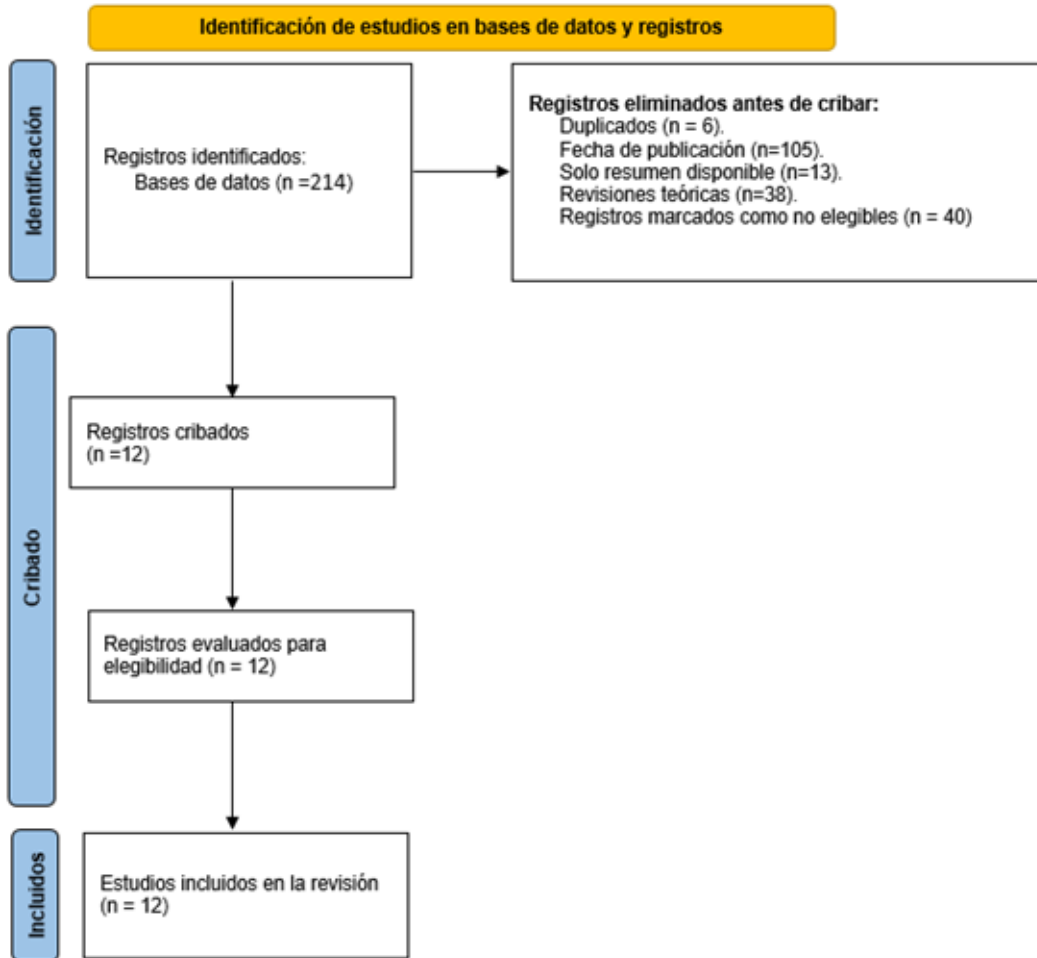 Identificación de estudios en bases de datos y registros
Identificación
Registros identificados:
Bases de datos (n =214)
Registros eliminados antes de cribar:
Duplicados (n = 6).
Fecha de publicación (n=105).
Solo resumen disponible (n=13).
Revisiones teóricas (n=38).
Registros marcados como no elegibles (n = 40)
Cribado
Registros cribados
(n =12)
Registros evaluados para
elegibilidad (n = 12)
Incluidos
Estudios incluidos en la revisión
(n = 12)